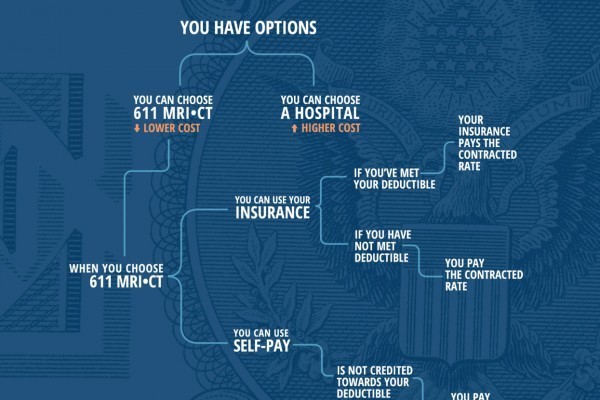 YOU HAVE OPTIONS
YOU CAN CHOOSE
611 MRI•CT
LOWER COST
YOU CAN CHOOSE
A HOSPITAL
HIGHER COST
WHEN YOU CHOOSE
611 MRI•CT
YOU CAN USE YOUR
INSURANCE
IF YOU'VE MET
YOUR DEDUCTIBLE
YOUR
INSURANCE
PAYS THE
CONTRACTED
RATE
IF YOU HAVE
NOT MET
DEDUCTIBLE
YOU PAY
THE CONTRACTED
RATE
YOU CAN USE
SELF-PAY
IS NOT CREDITED
TOWARDS YOUR
DEDUCTIBLE
YOU PAY